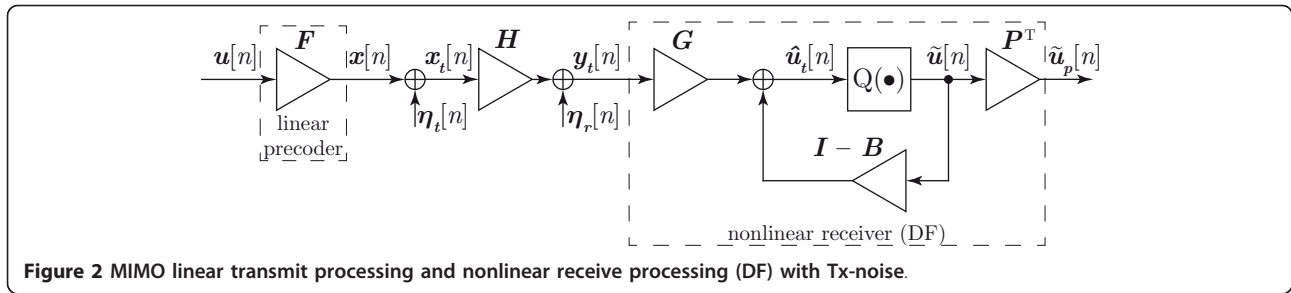 F H G P^T
u[n] x[n] x_t[n] y_t[n] û_t[n] Q(•) ũ[n] ũ_p[n]
η_t[n] η_r[n]
linear
precoder
I − B
nonlinear receiver (DF)
Figure 2 MIMO linear transmit processing and nonlinear receive processing (DF) with Tx-noise.